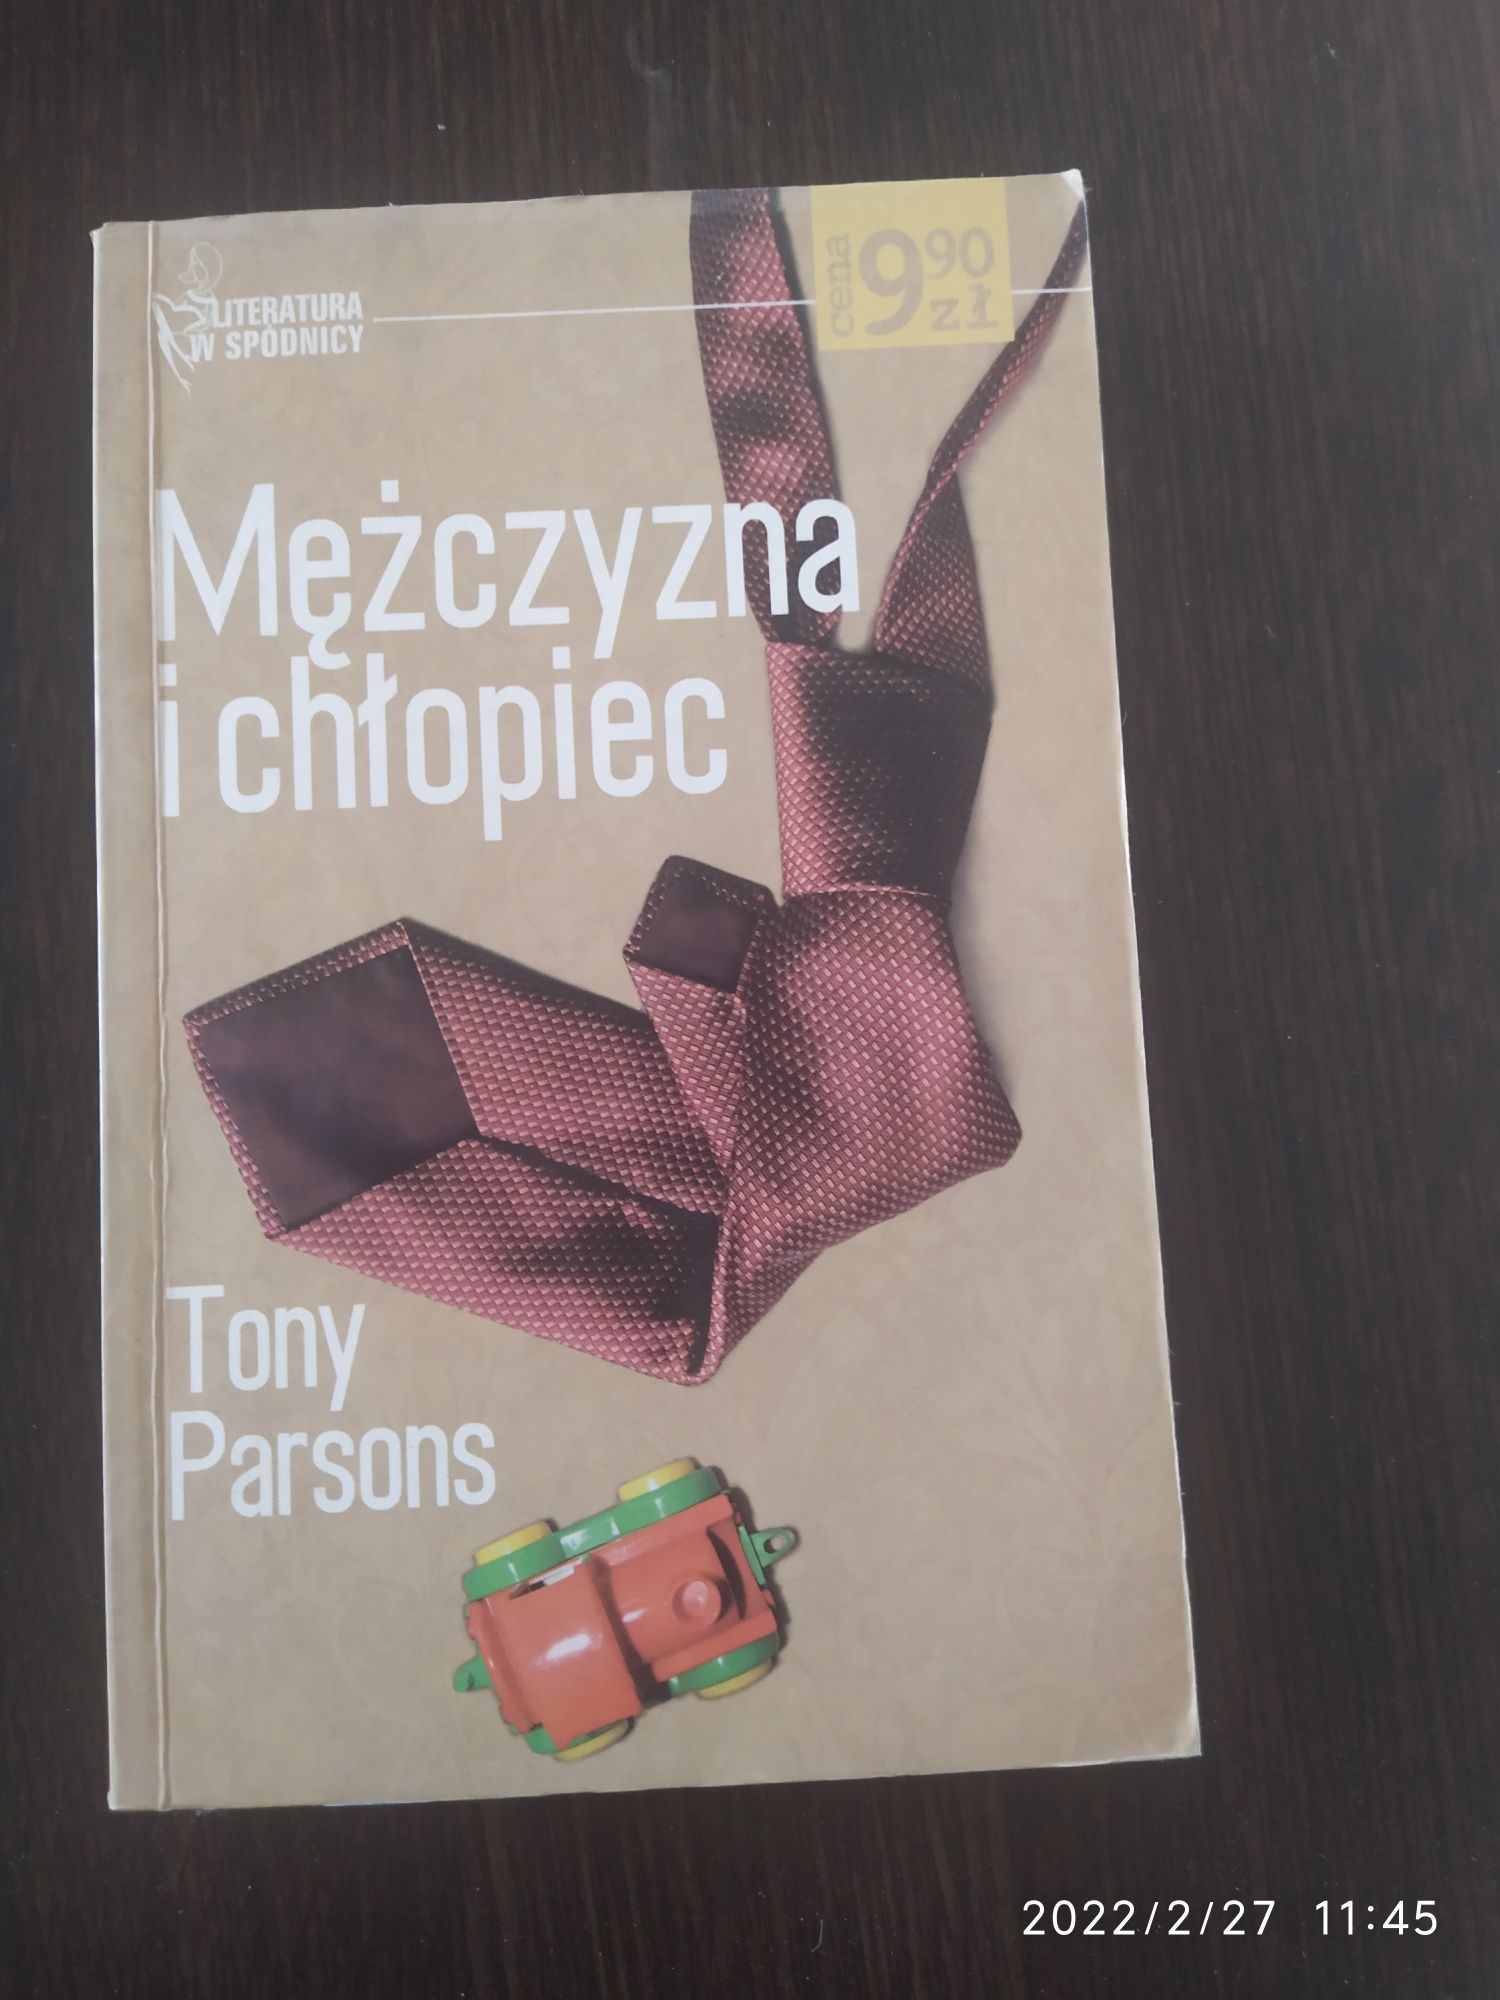 LITERATURA
W SPÓDNICY
cena
9 90
zł
Mężczyzna
i chłopiec
Tony
Parsons
2022/2/27 11:45